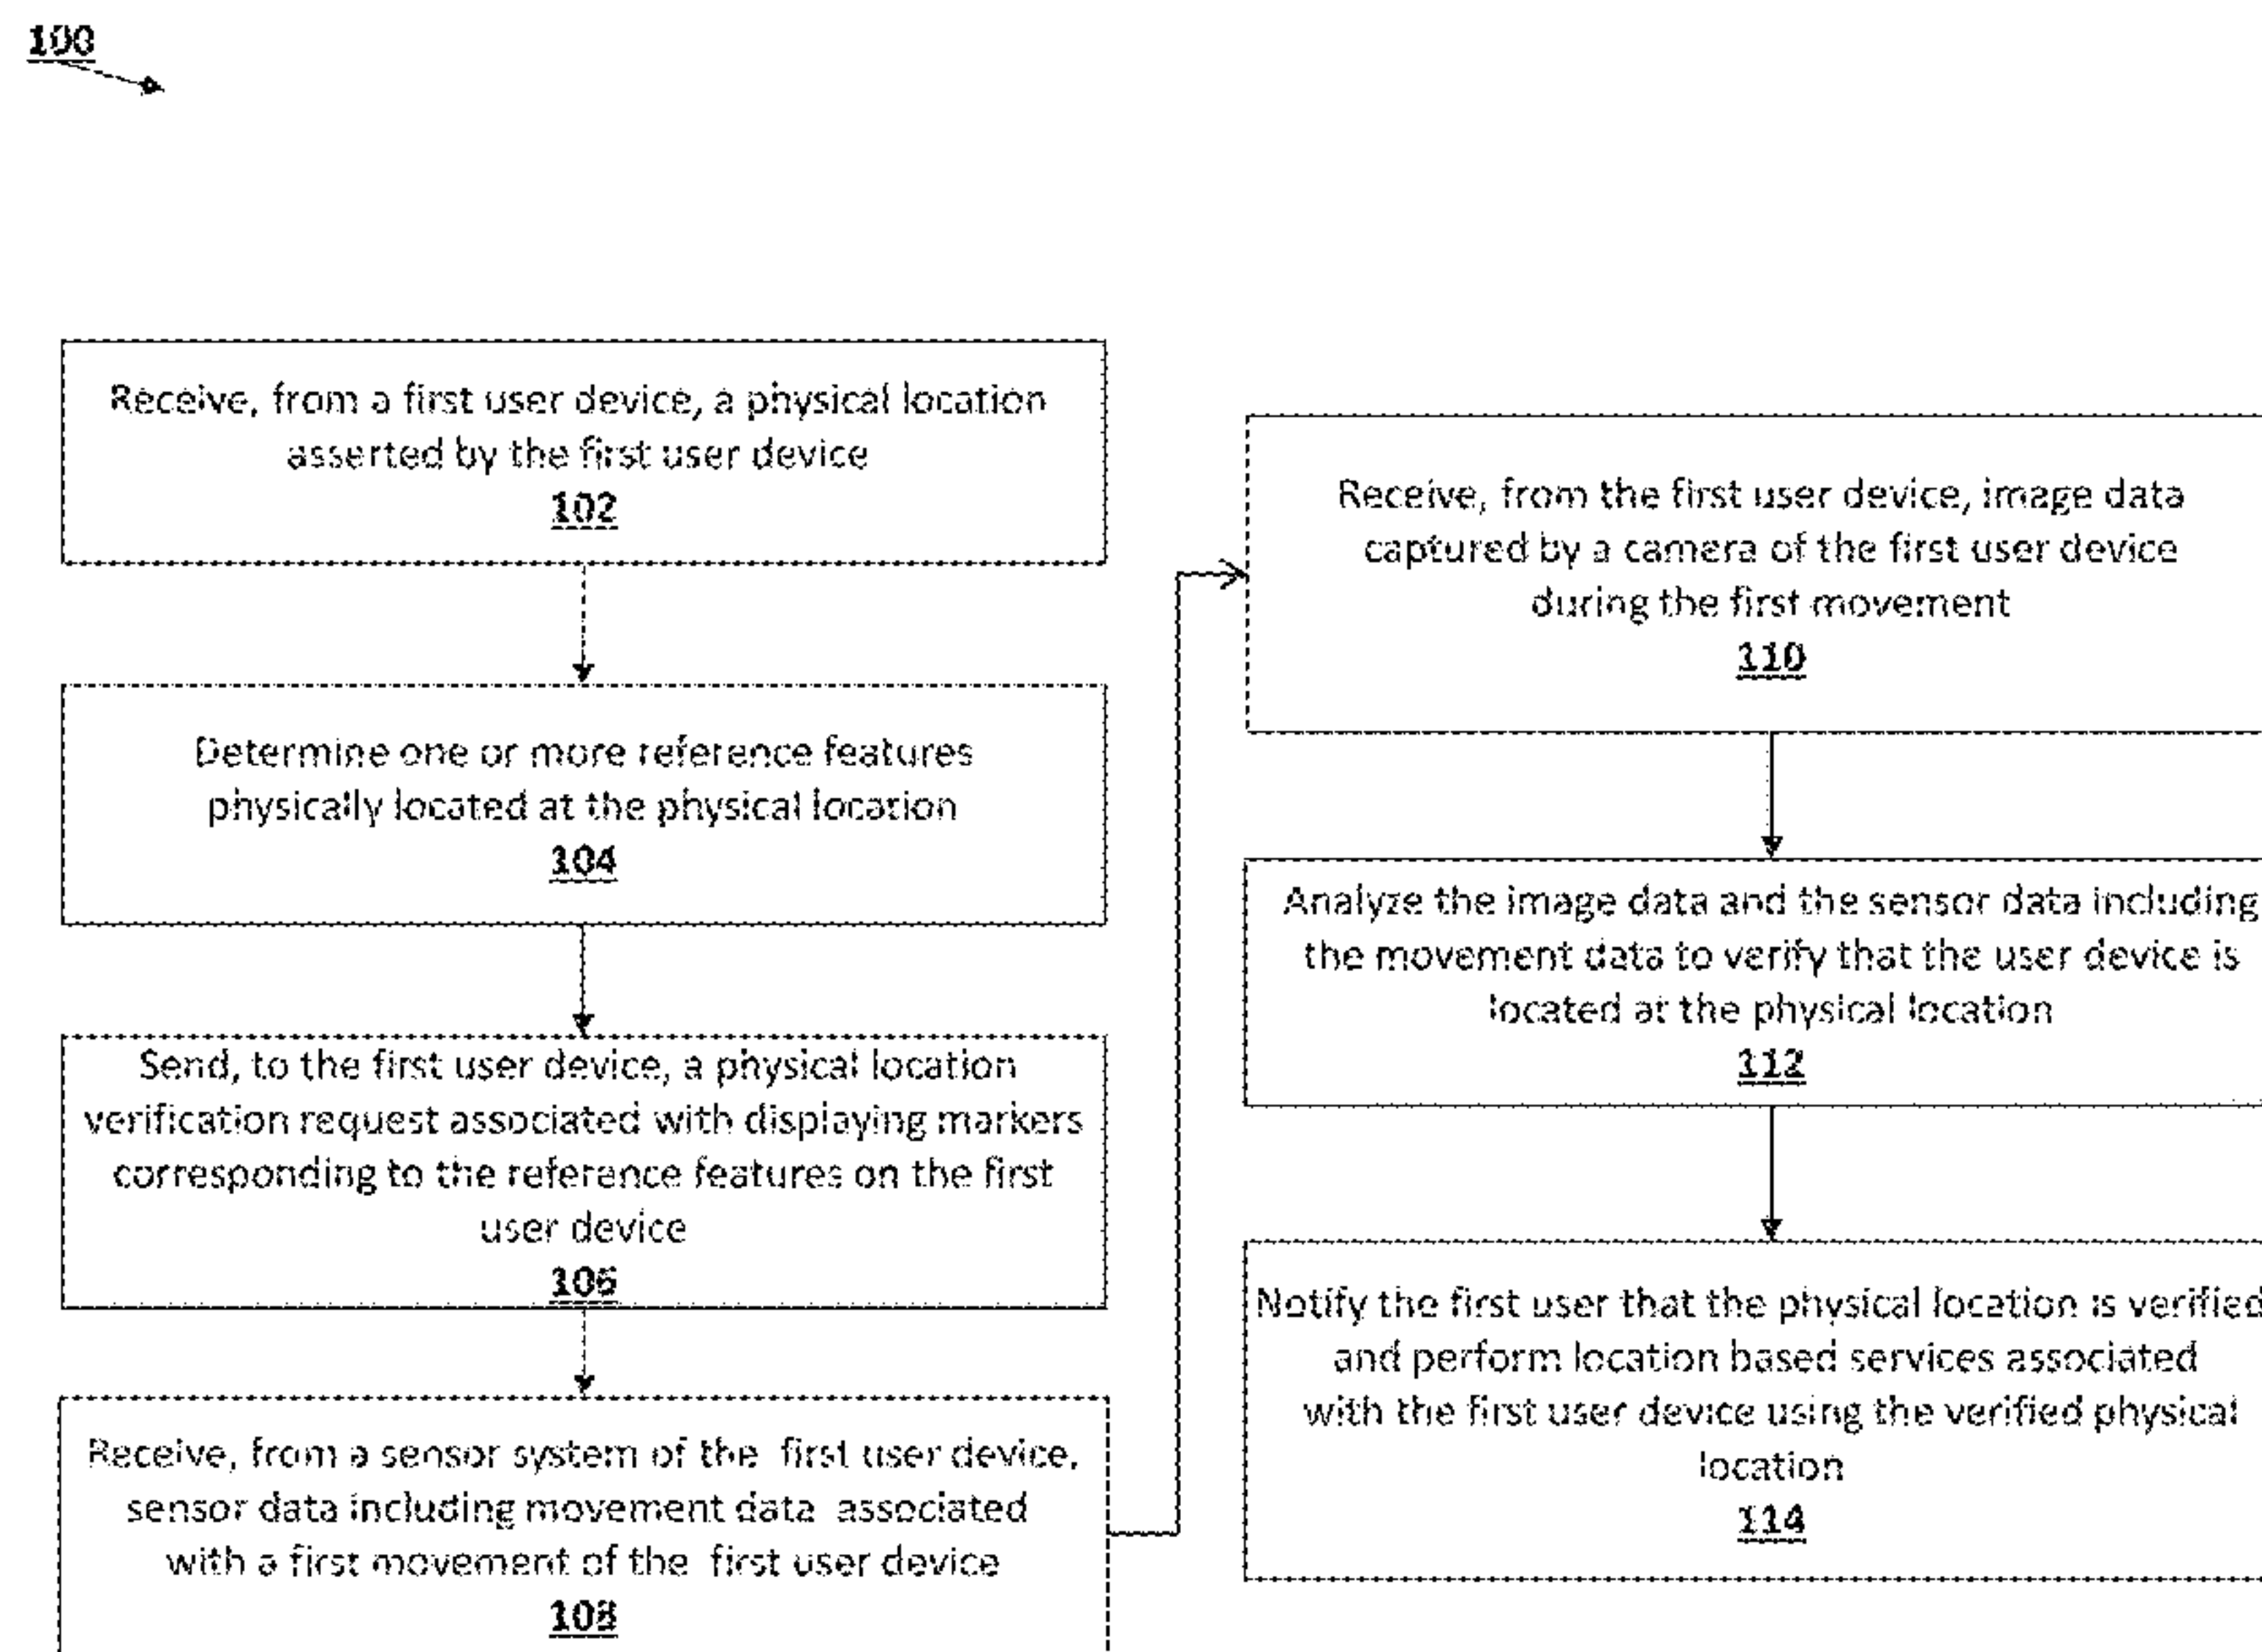 100
Receive, from a first user device, a physical location
asserted by the first user device
102
Determine one or more reference features
physically located at the physical location
104
Send, to the first user device, a physical location
verification request associated with displaying markers
corresponding to the reference features on the first
user device
106
Receive, from a sensor system of the first user device,
sensor data including movement data associated
with a first movement of the first user device
108
Receive, from the first user device, image data
captured by a camera of the first user device
during the first movement
110
Analyze the image data and the sensor data including
the movement data to verify that the user device is
located at the physical location
112
Notify the first user that the physical location is verified
and perform location based services associated
with the first user device using the verified physical
location
114